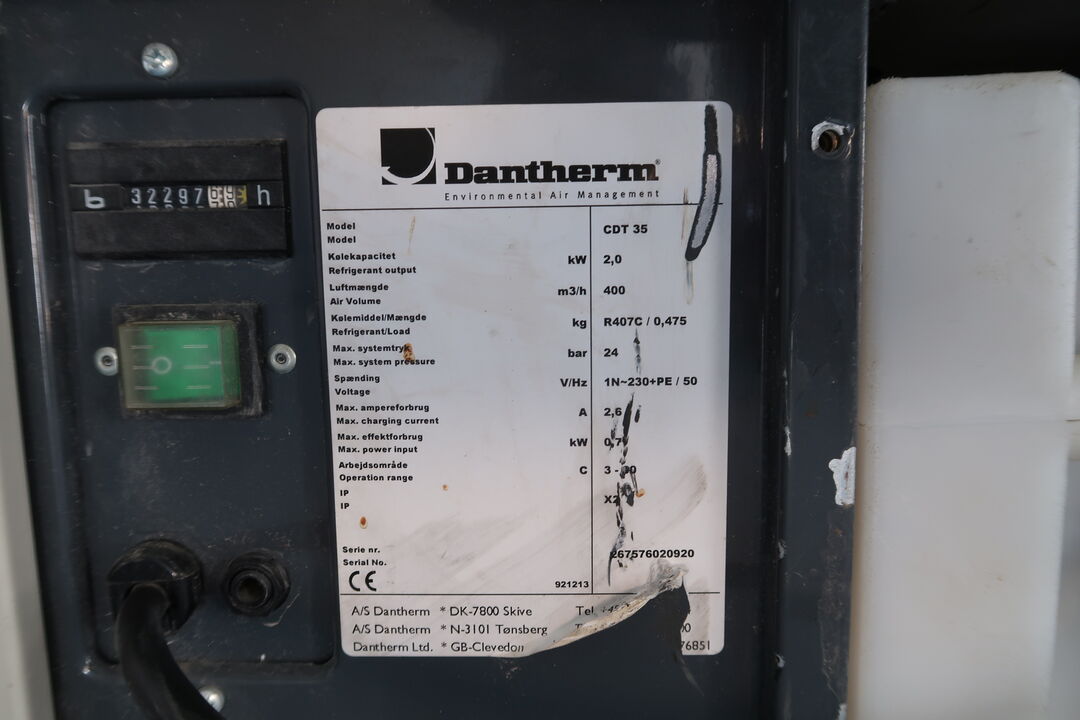 32297
h
Dantherm®
Environmental Air Management
Model
Model
CDT 35
Kølekapacitet
Refrigerant output
kW 2,0
Luftmængde
Air Volume
m3/h 400
Kølemiddel/Mængde
Refrigerant/Load
kg R407C / 0,475
Max. systemtryk
Max. system pressure
bar 24
Spænding
Voltage
V/Hz 1N~230+PE / 50
Max. ampereforbrug
Max. charging current
A 2,6
Max. effektforbrug
Max. power input
kW
Arbejdsområde
Operation range
C 3 -
IP
IP
Serie nr.
Serial No.
67576020920
CE
921213
A/S Dantherm * DK-7800 Skive Tel
A/S Dantherm * N-3101 Tønsberg
Dantherm Ltd. * GB-Clevedon 76851